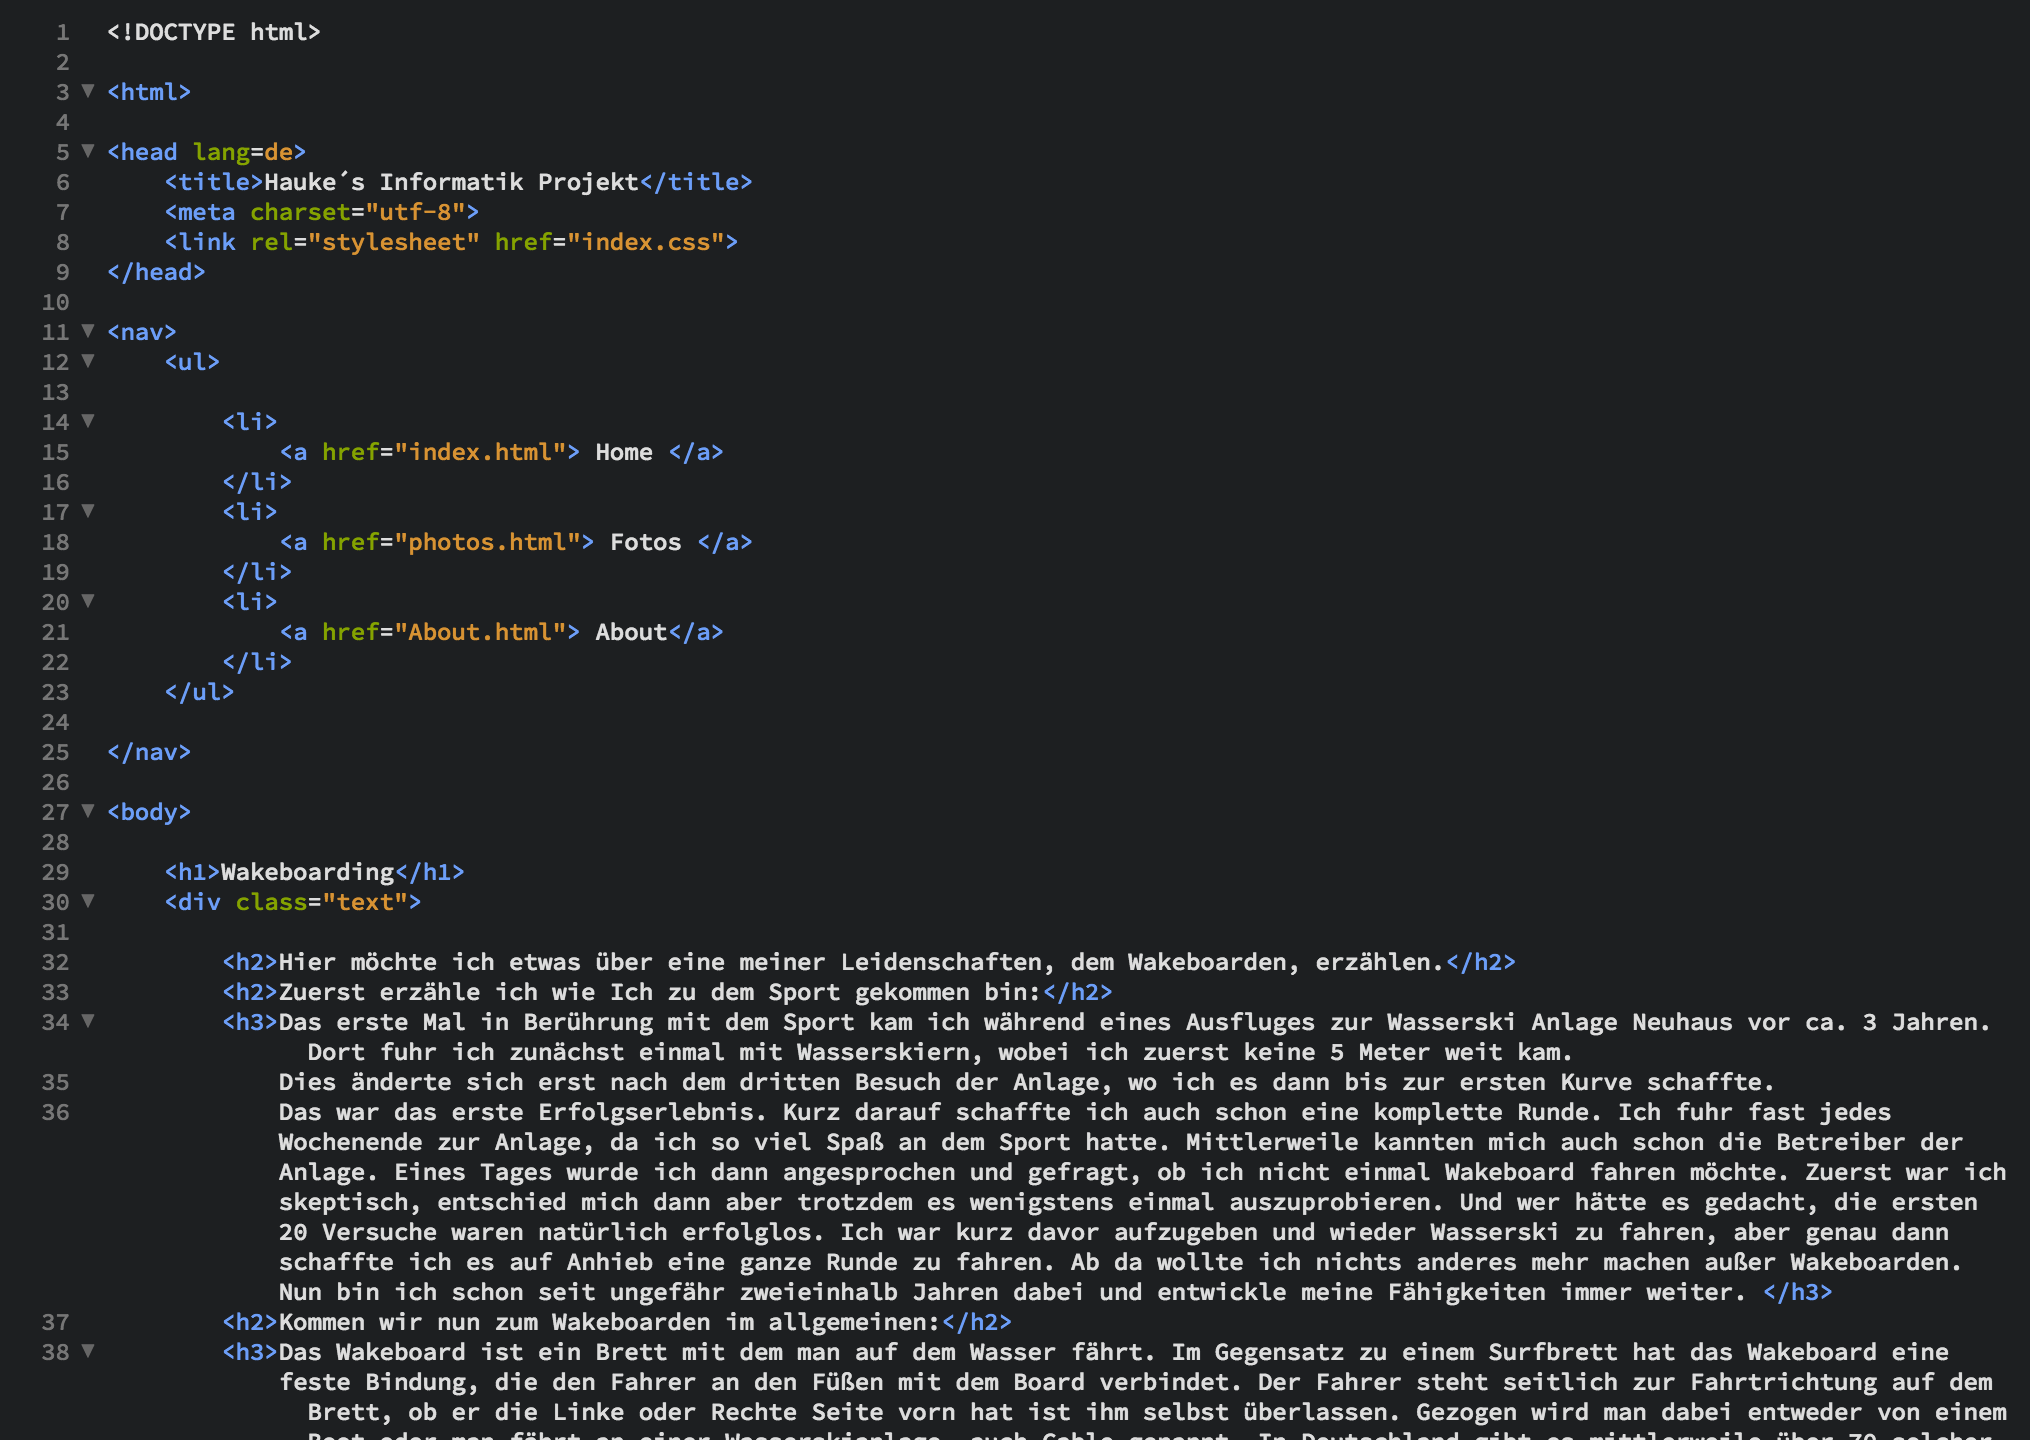 1 <!DOCTYPE html>
2
3 ▼ <html>
4
5 ▼ <head lang=de>
6 <title>Hauke´s Informatik Projekt</title>
7 <meta charset="utf-8">
8 <link rel="stylesheet" href="index.css">
9 </head>
10
11 ▼ <nav>
12 ▼ <ul>
13
14 ▼ <li>
15 <a href="index.html"> Home </a>
16 </li>
17 ▼ <li>
18 <a href="photos.html"> Fotos </a>
19 </li>
20 ▼ <li>
21 <a href="About.html"> About</a>
22 </li>
23 </ul>
24
25 </nav>
26
27 ▼ <body>
28
29 <h1>Wakeboarding</h1>
30 ▼ <div class="text">
31
32 <h2>Hier möchte ich etwas über eine meiner Leidenschaften, dem Wakeboarden, erzählen.</h2>
33 <h2>Zuerst erzähle ich wie Ich zu dem Sport gekommen bin:</h2>
34 ▼ <h3>Das erste Mal in Berührung mit dem Sport kam ich während eines Ausfluges zur Wasserski Anlage Neuhaus vor ca. 3 Jahren.
Dort fuhr ich zunächst einmal mit Wasserskiern, wobei ich zuerst keine 5 Meter weit kam.
35 Dies änderte sich erst nach dem dritten Besuch der Anlage, wo ich es dann bis zur ersten Kurve schaffte.
36 Das war das erste Erfolgserlebnis. Kurz darauf schaffte ich auch schon eine komplette Runde. Ich fuhr fast jedes
Wochenende zur Anlage, da ich so viel Spaß an dem Sport hatte. Mittlerweile kannten mich auch schon die Betreiber der
Anlage. Eines Tages wurde ich dann angesprochen und gefragt, ob ich nicht einmal Wakeboard fahren möchte. Zuerst war ich
skeptisch, entschied mich dann aber trotzdem es wenigstens einmal auszuprobieren. Und wer hätte es gedacht, die ersten
20 Versuche waren natürlich erfolglos. Ich war kurz davor aufzugeben und wieder Wasserski zu fahren, aber genau dann
schaffte ich es auf Anhieb eine ganze Runde zu fahren. Ab da wollte ich nichts anderes mehr machen außer Wakeboarden.
Nun bin ich schon seit ungefähr zweieinhalb Jahren dabei und entwickle meine Fähigkeiten immer weiter. </h3>
37 <h2>Kommen wir nun zum Wakeboarden im allgemeinen:</h2>
38 ▼ <h3>Das Wakeboard ist ein Brett mit dem man auf dem Wasser fährt. Im Gegensatz zu einem Surfbrett hat das Wakeboard eine
feste Bindung, die den Fahrer an den Füßen mit dem Board verbindet. Der Fahrer steht seitlich zur Fahrtrichtung auf dem
Brett, ob er die Linke oder Rechte Seite vorn hat ist ihm selbst überlassen. Gezogen wird man dabei entweder von einem
Boot oder man fährt an einer Wasserskianlage, auch Cable genannt. In Deutschland gibt es mittlerweile über 70 solcher